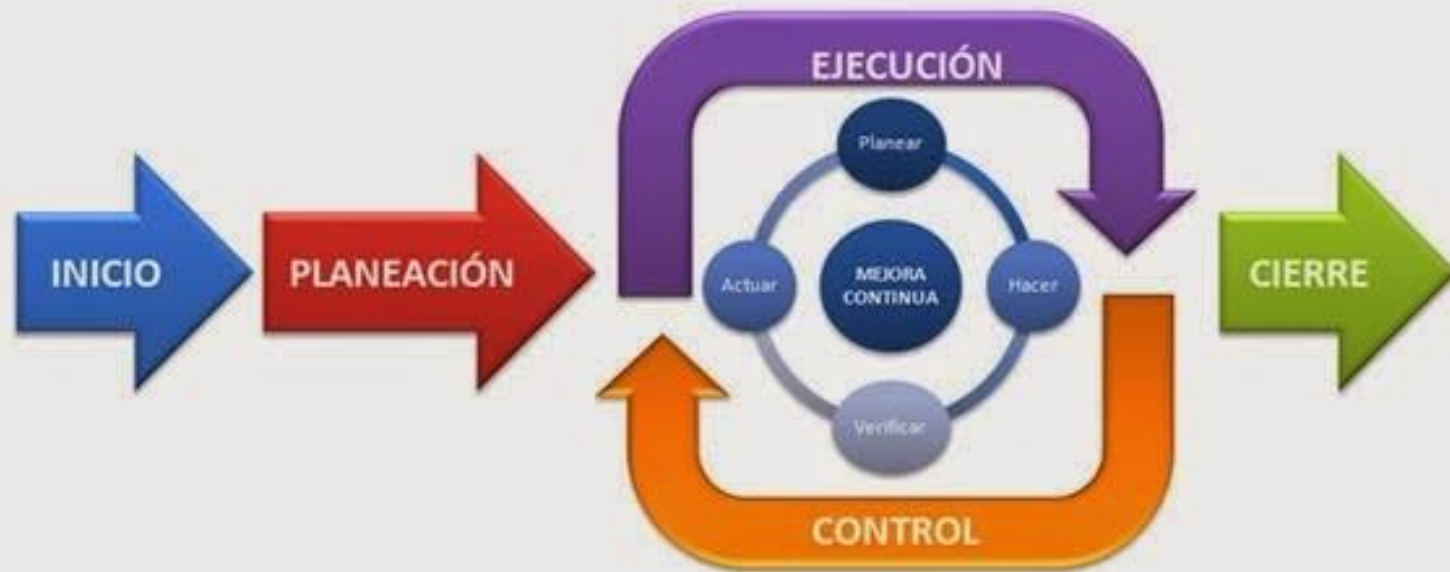 INICIO
PLANEACIÓN
EJECUCIÓN
Planear
Actuar
MEJORA
CONTINUA
Hacer
Verificar
CONTROL
CIERRE